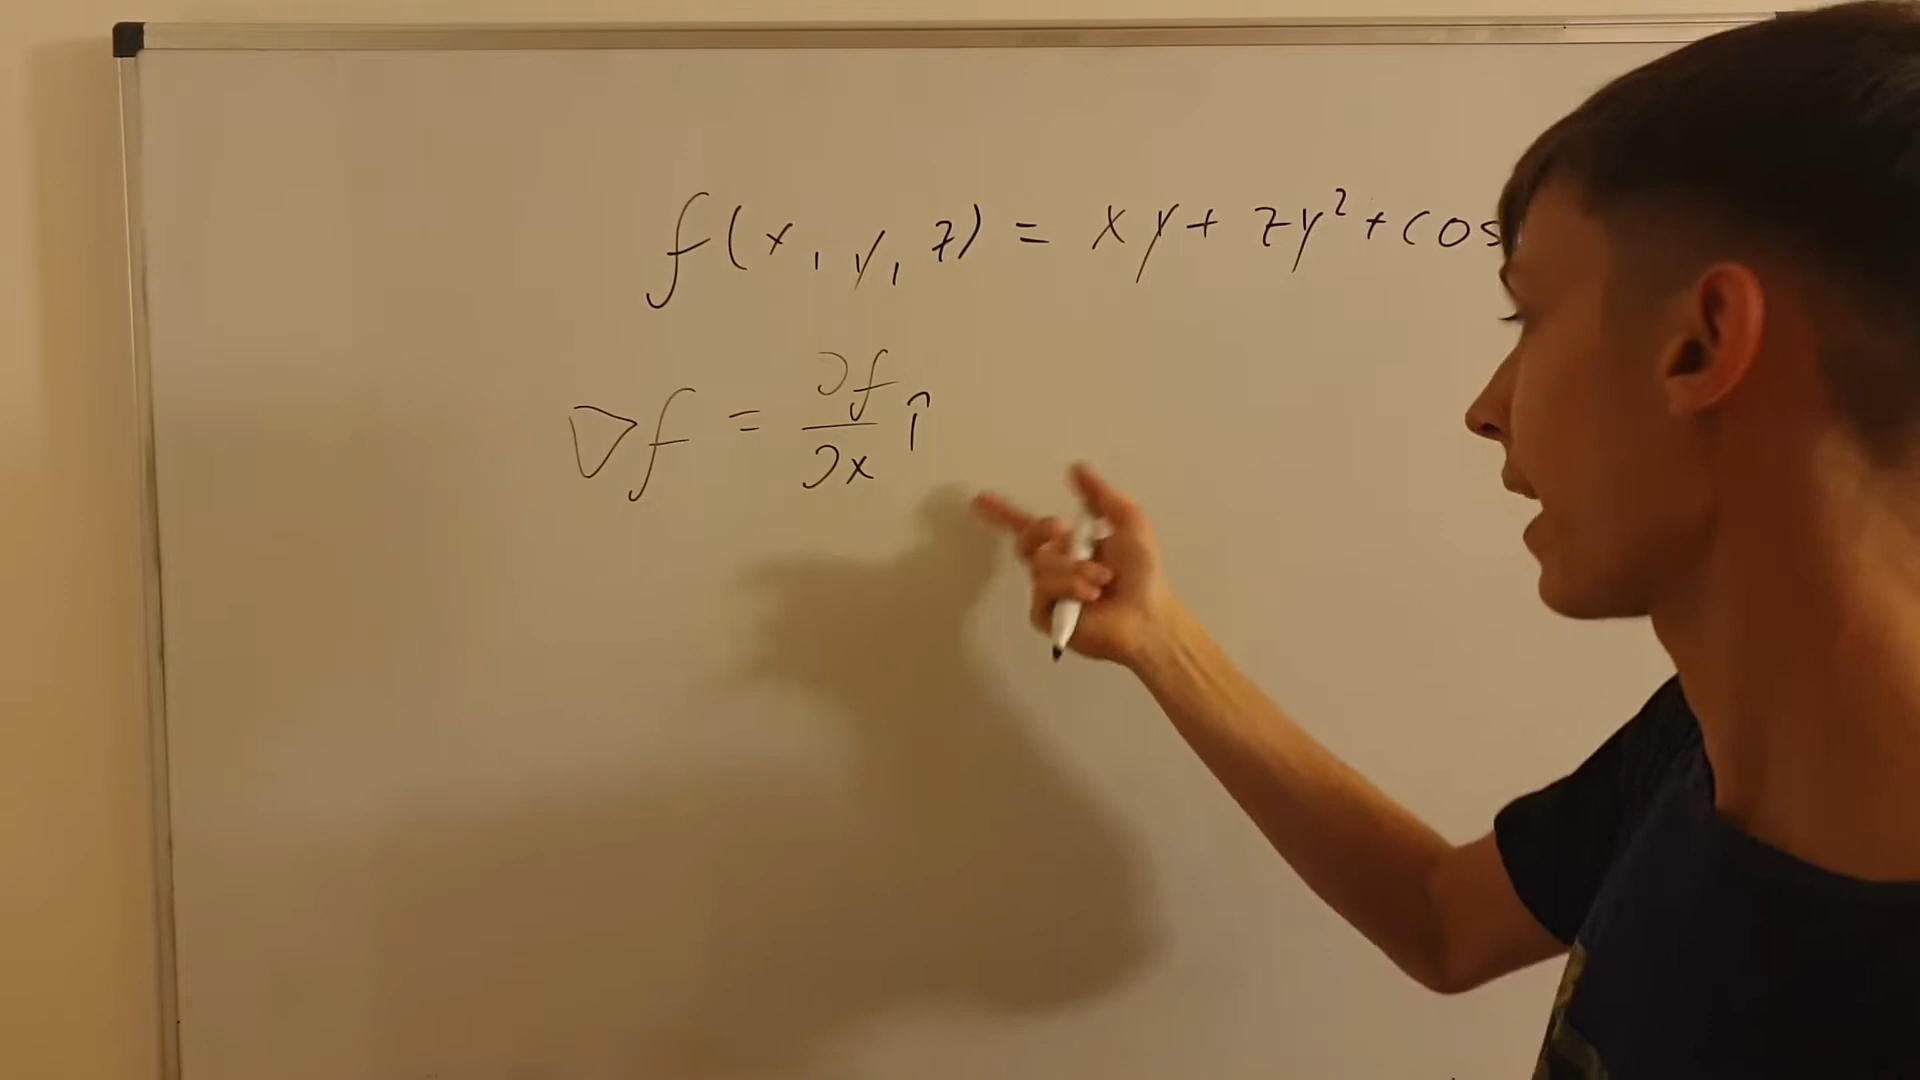 f(x, y, z) = xy + zy² + cos
∇f = ∂f/∂x î